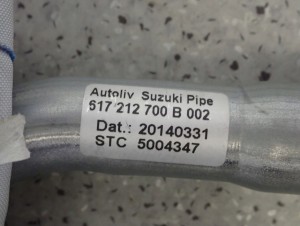 Autoliv Suzuki Pipe
617 212 700 B 002
Dat.: 20140331
STC 5004347